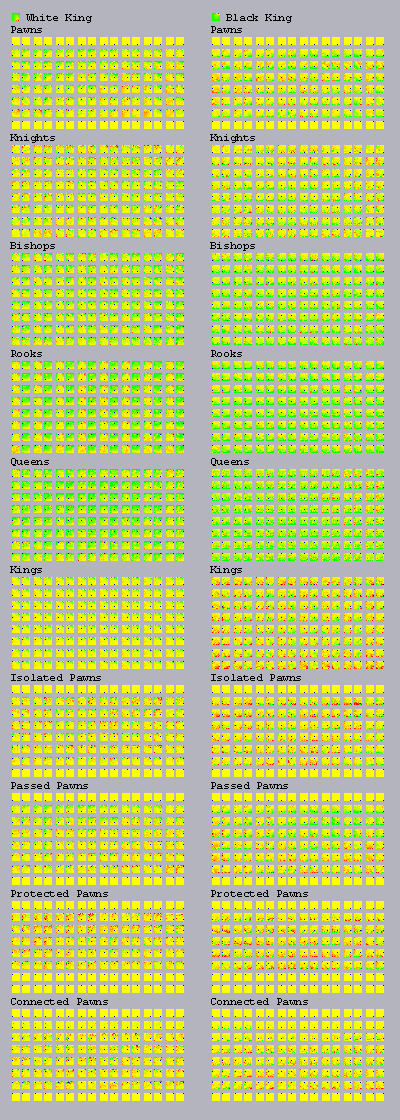 White King
Pawns
Knights
Bishops
Rooks
Queens
Kings
Isolated Pawns
Passed Pawns
Protected Pawns
Connected Pawns
Black King
Pawns
Knights
Bishops
Rooks
Queens
Kings
Isolated Pawns
Passed Pawns
Protected Pawns
Connected Pawns